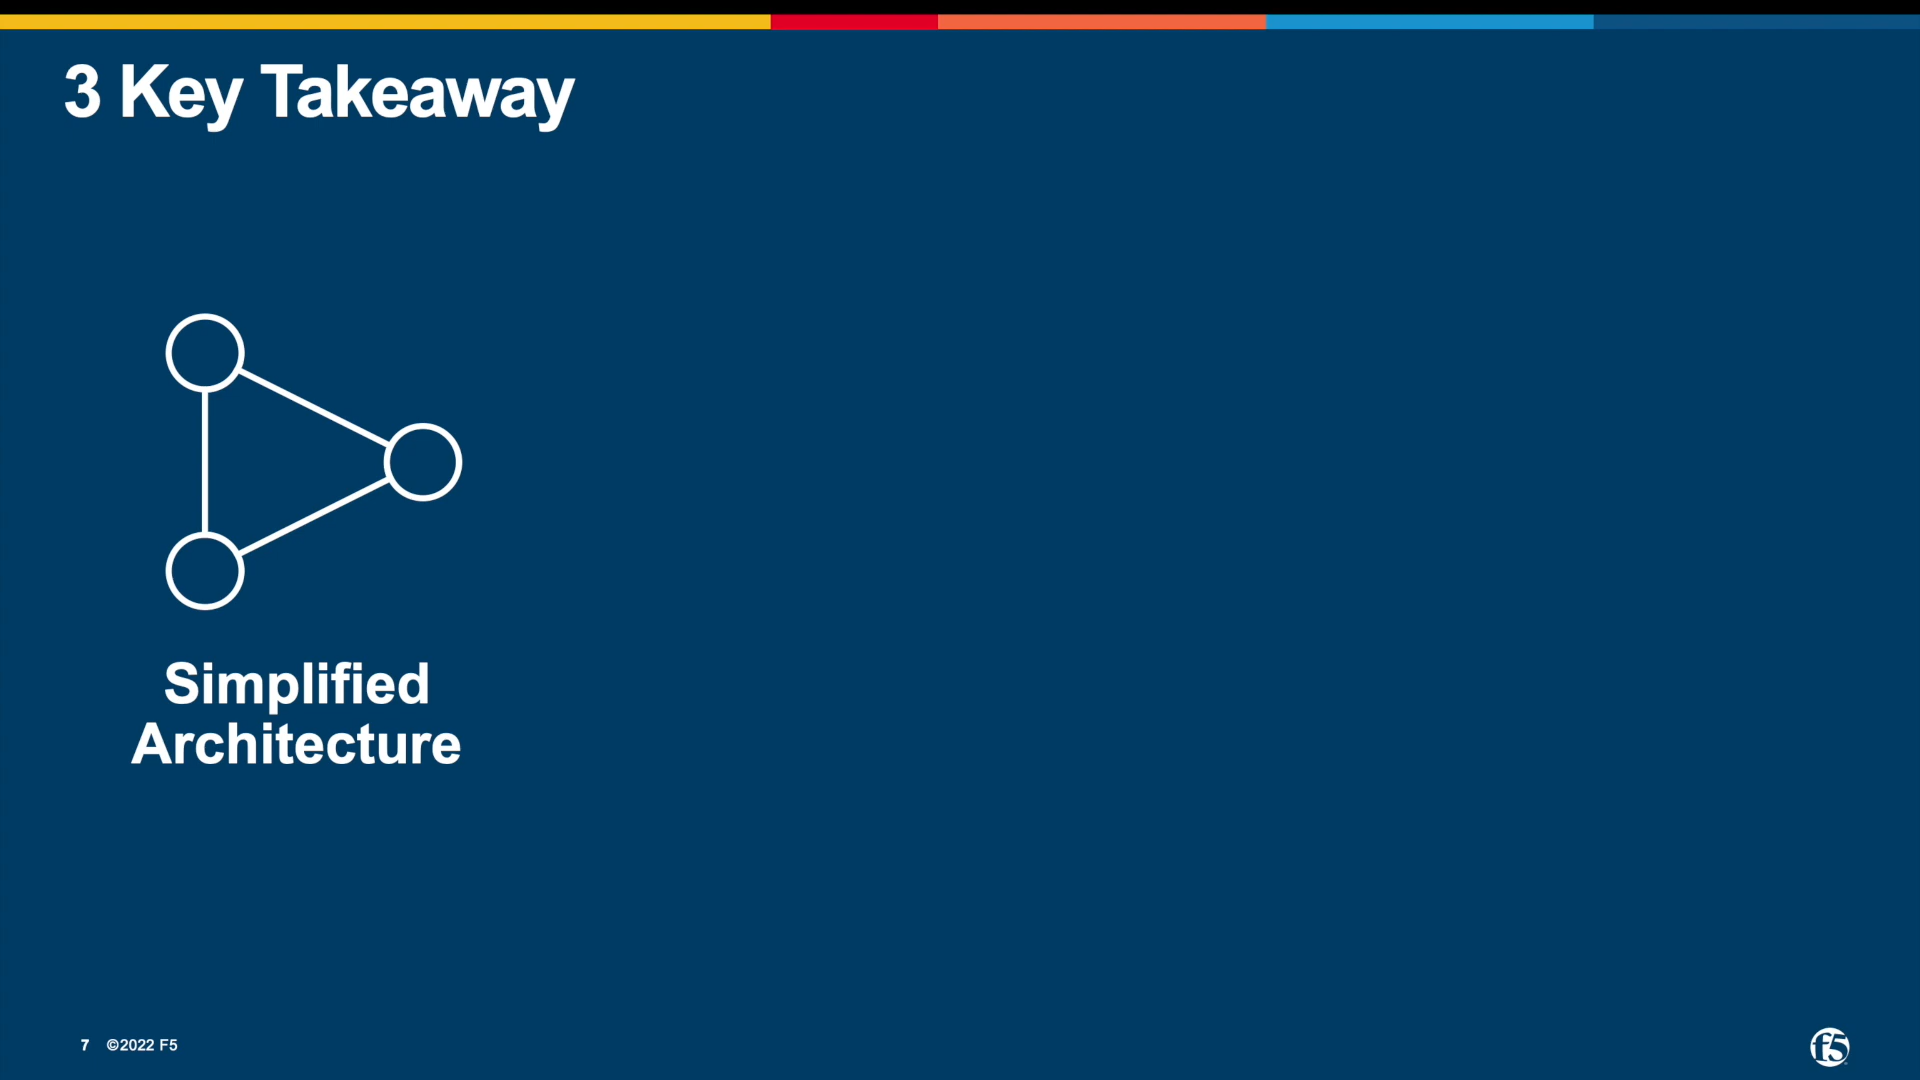 3 Key Takeaway
Simplified
Architecture
7 ©2022 F5
f5